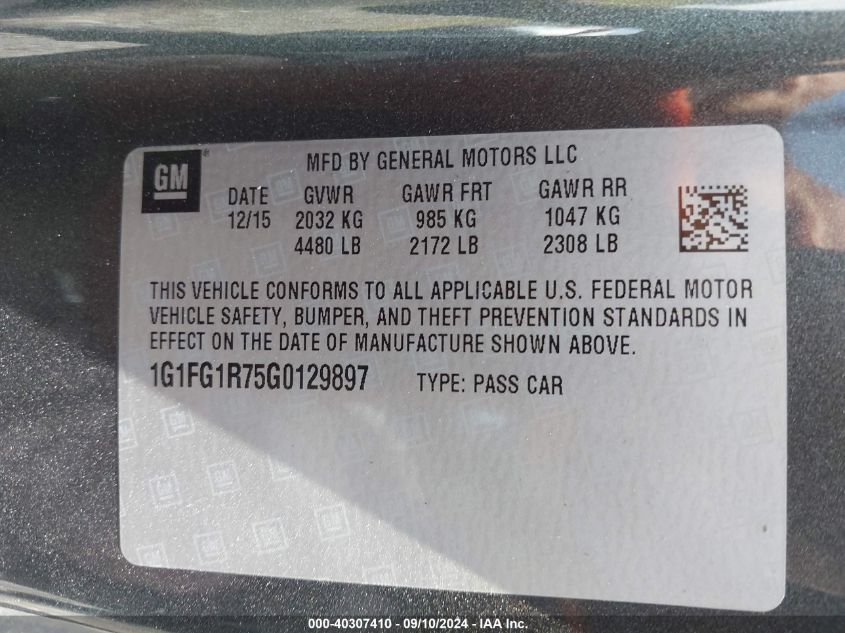 GM®
MFD BY GENERAL MOTORS LLC
DATE GVWR GAWR FRT GAWR RR
12/15 2032 KG 985 KG 1047 KG
4480 LB 2172 LB 2308 LB
THIS VEHICLE CONFORMS TO ALL APPLICABLE U.S. FEDERAL MOTOR
VEHICLE SAFETY, BUMPER, AND THEFT PREVENTION STANDARDS IN
EFFECT ON THE DATE OF MANUFACTURE SHOWN ABOVE.
1G1FG1R75G0129897 TYPE: PASS CAR
000-40307410 - 09/10/2024 - IAA Inc.